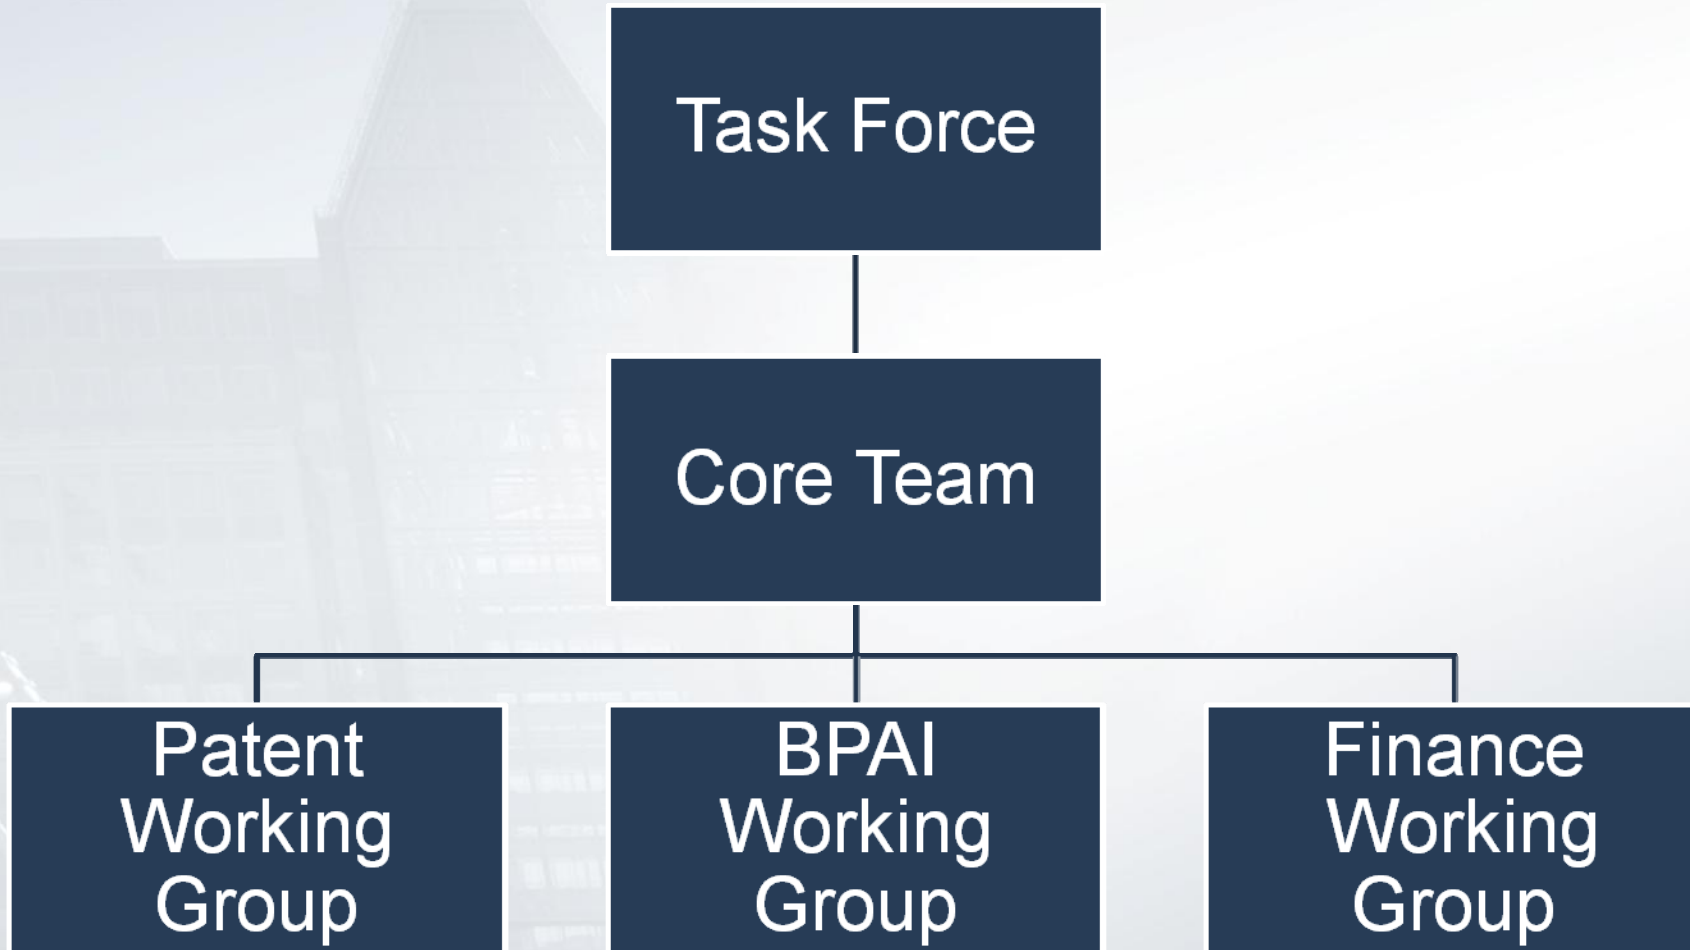 Task Force
Core Team
Patent
Working
Group
BPAI
Working
Group
Finance
Working
Group